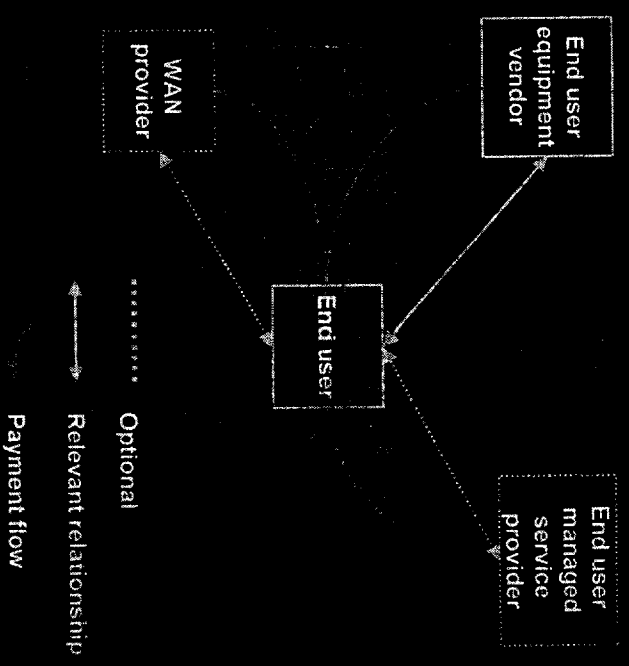 End user
equipment
vendor
End user
managed
service
provider
End user
WAN
provider
Optional
Relevant relationship
Payment flow